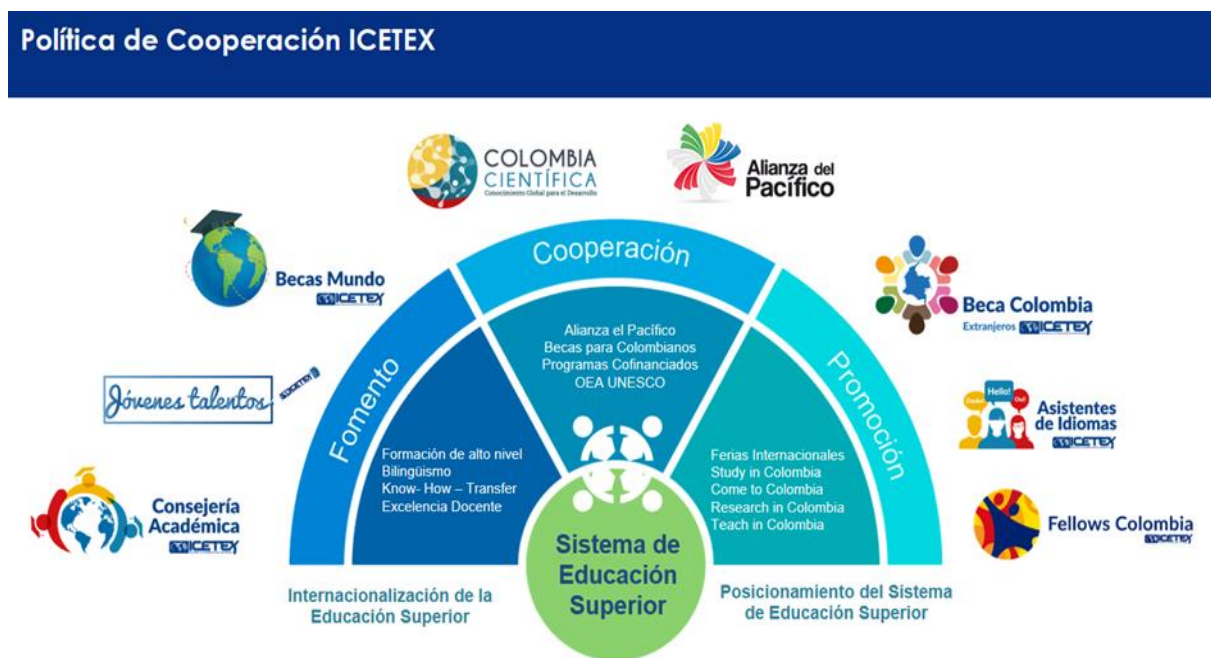 Política de Cooperación ICETEX
COLOMBIA
CIENTÍFICA
Conocimiento Global para el Desarrollo
Alianza del
Pacífico
Becas Mundo
ICETEX
Jóvenes talentos
ICETEX
Consejería
Académica
ICETEX
Fomento
Cooperación
Promoción
Formación de alto nivel
Bilingüismo
Know- How – Transfer
Excelencia Docente
Alianza el Pacífico
Becas para Colombianos
Programas Cofinanciados
OEA UNESCO
Ferias Internacionales
Study in Colombia
Come to Colombia
Research in Colombia
Teach in Colombia
Beca Colombia
Extranjeros ICETEX
Hello!
Asistentes
de Idiomas
ICETEX
Fellows Colombia
ICETEX
Internacionalización de la
Educación Superior
Sistema de
Educación
Superior
Posicionamiento del Sistema
de Educación Superior